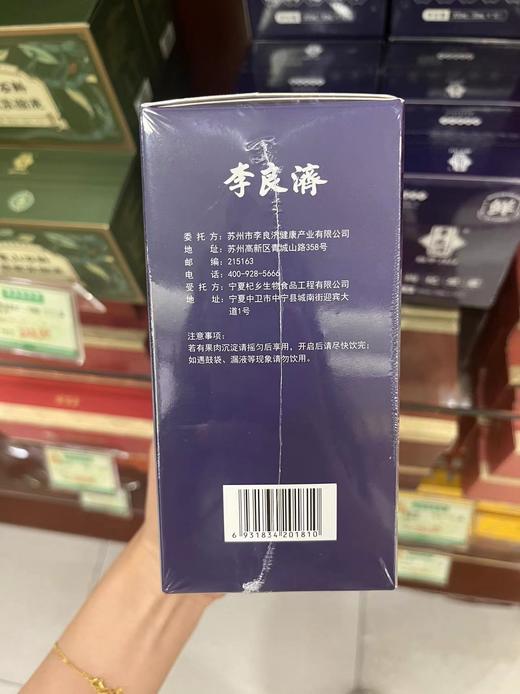 李良濟
委托方：苏州市李良济健康产业有限公司
地址：苏州高新区青城山路358号
邮编：215163
电话：400-928-5666
受托方：宁夏杞乡生物食品工程有限公司
地址：宁夏中卫市中宁县城南街迎宾大
道1号
注意事项：
若有果肉沉淀请摇匀后享用，开启后请尽快饮完；
如遇鼓袋、漏液等现象请勿饮用。
6 931834 201810
鲜